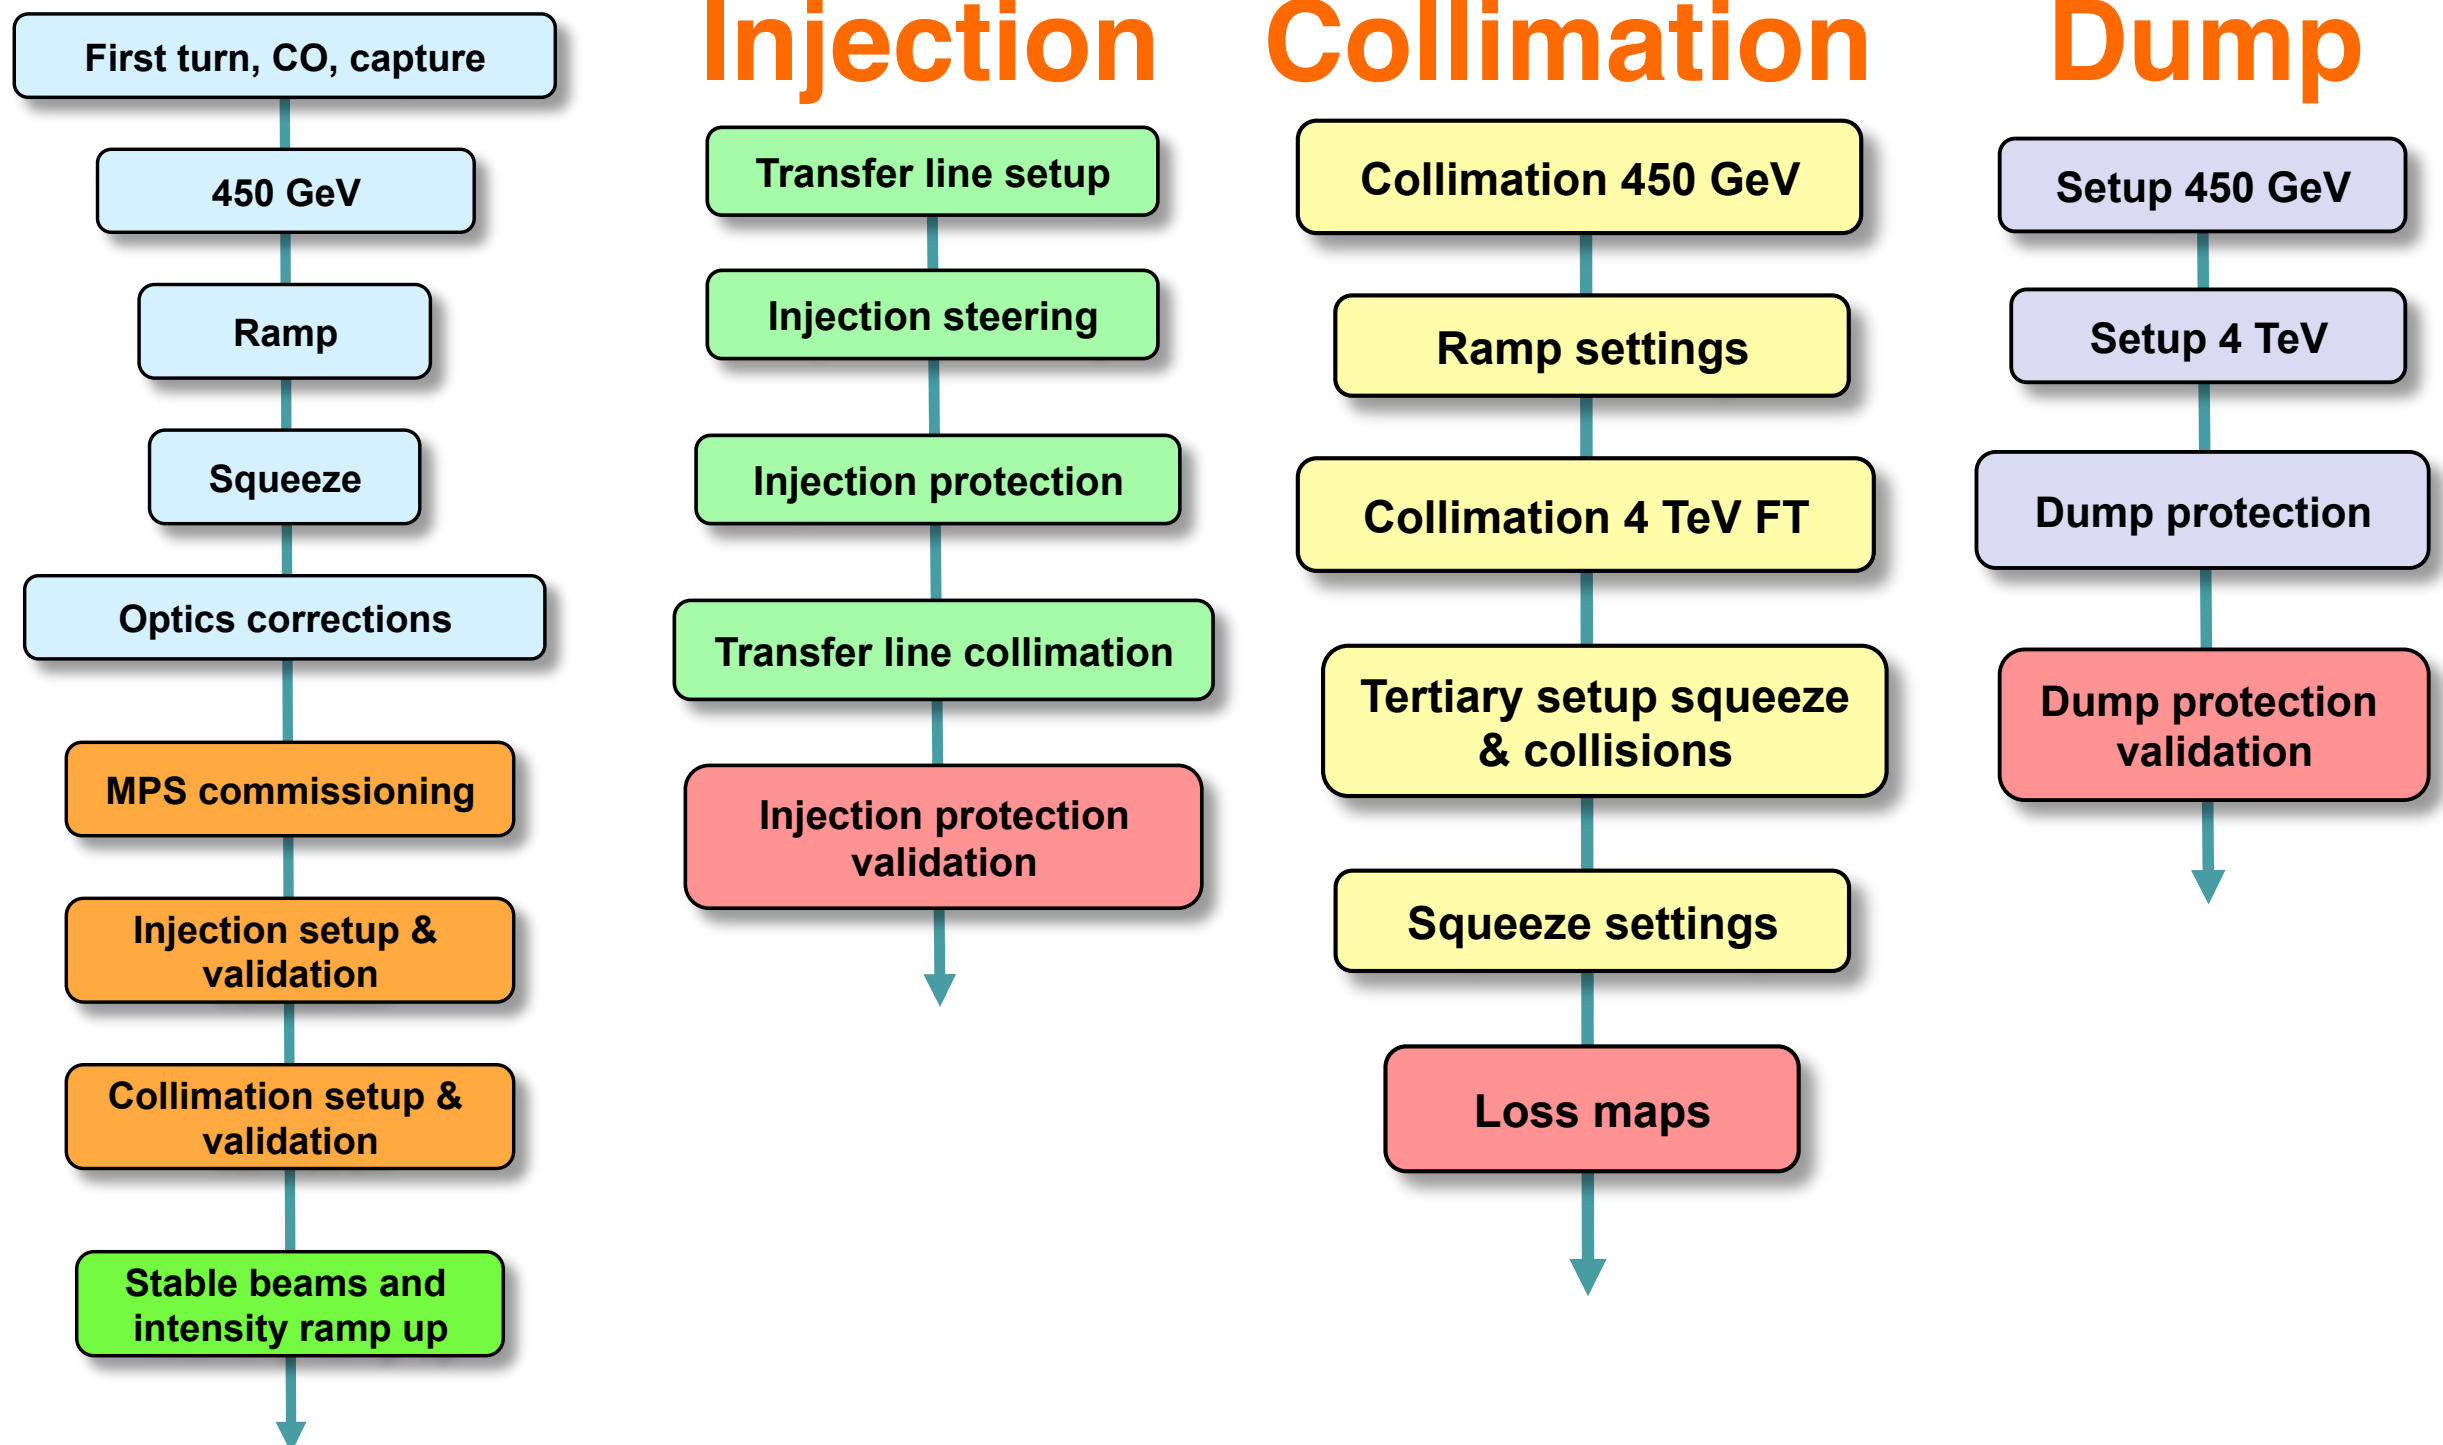 First turn, CO, capture
450 GeV
Ramp
Squeeze
Optics corrections
MPS commissioning
Injection setup &
validation
Collimation setup &
validation
Stable beams and
intensity ramp up
Injection
Transfer line setup
Injection steering
Injection protection
Transfer line collimation
Injection protection
validation
Collimation
Collimation 450 GeV
Ramp settings
Collimation 4 TeV FT
Tertiary setup squeeze
& collisions
Squeeze settings
Loss maps
Dump
Setup 450 GeV
Setup 4 TeV
Dump protection
Dump protection
validation